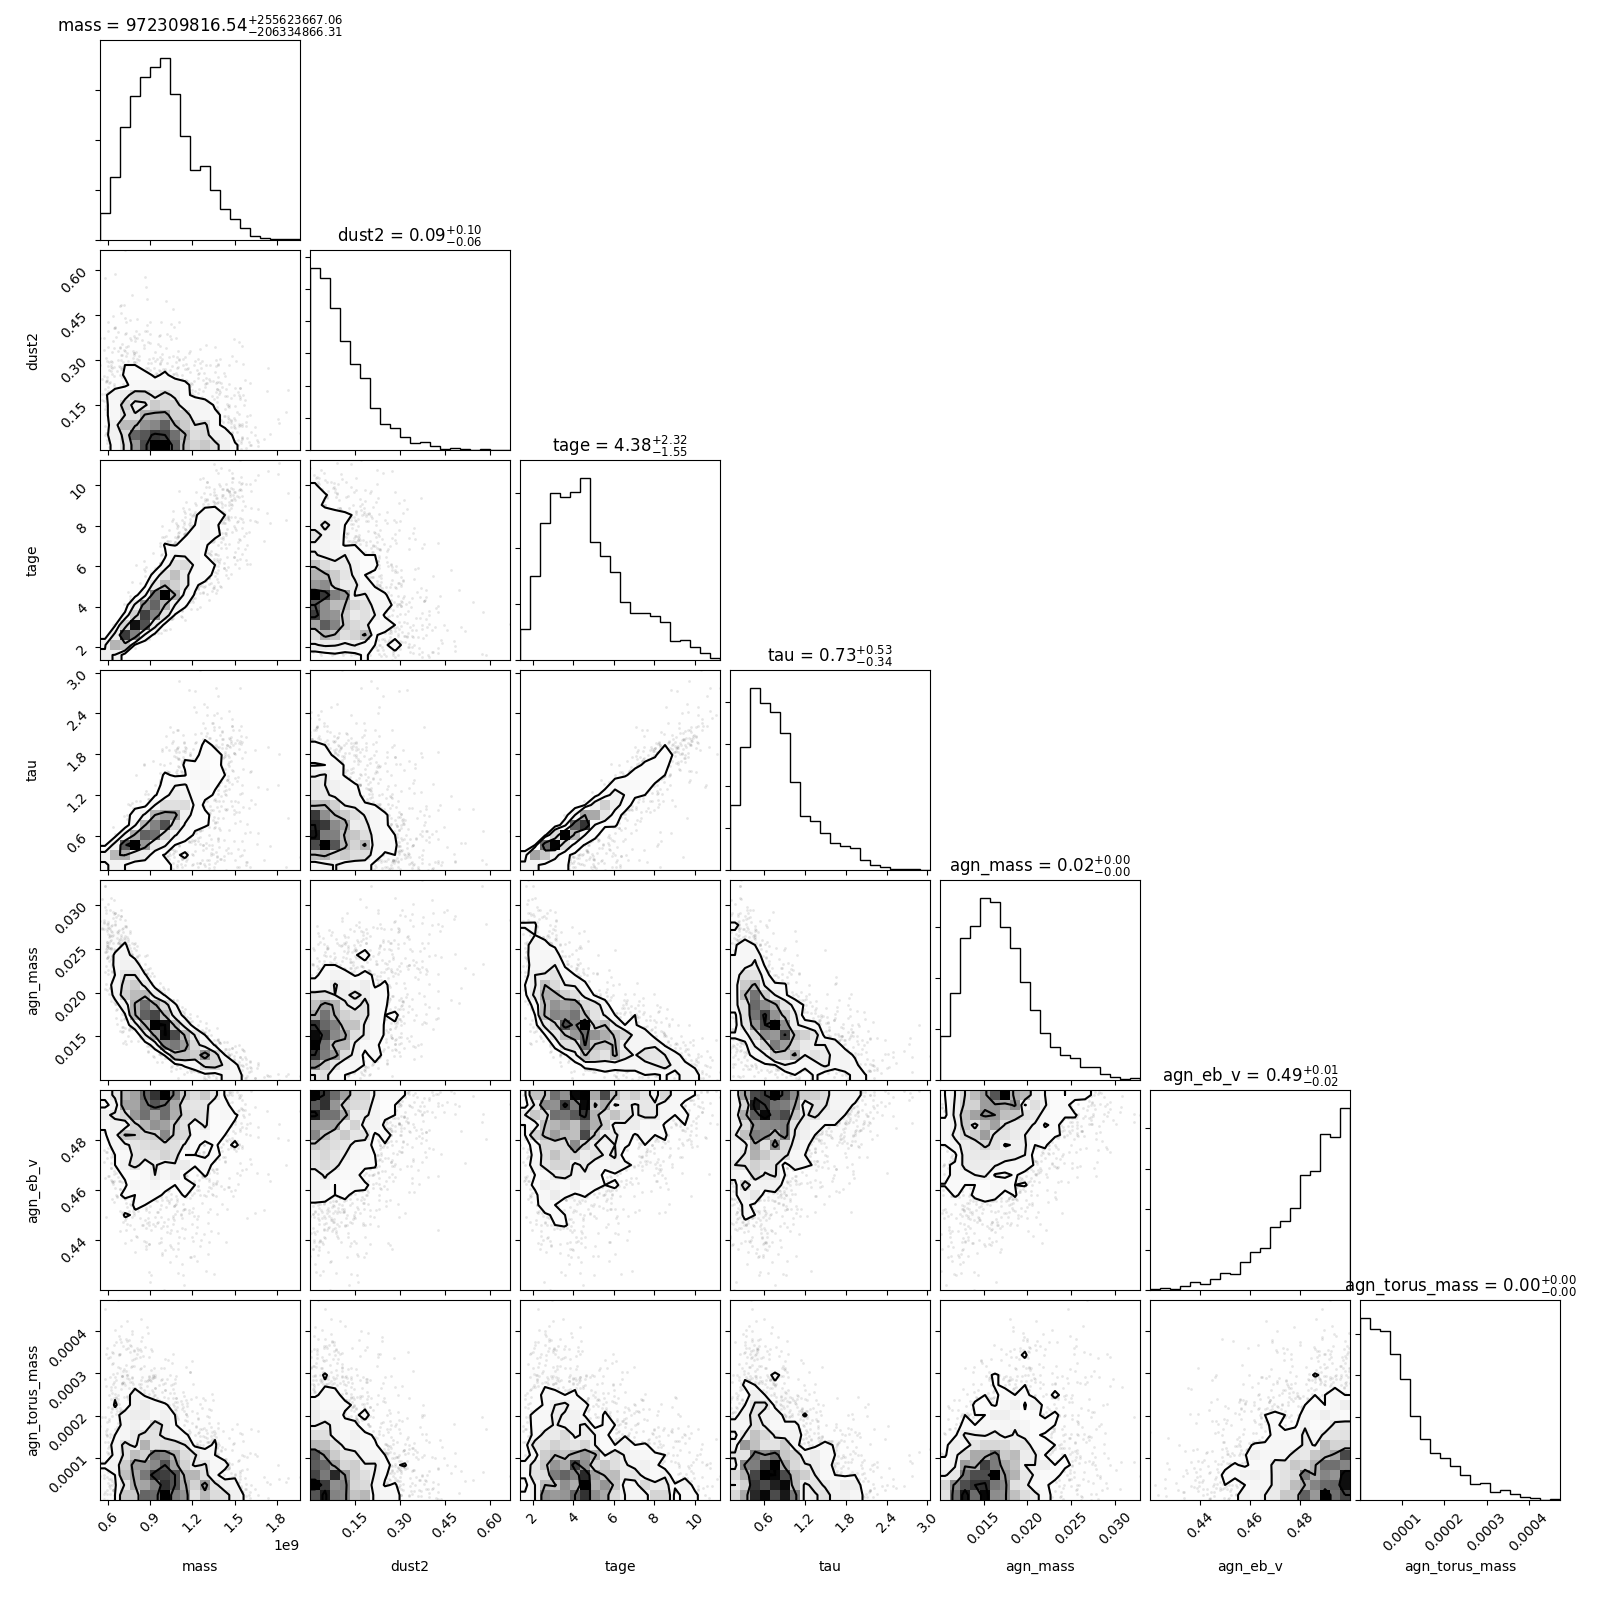 mass = 972309816.54 +255623667.06 −206334866.31
dust2 = 0.09 +0.10 −0.06
0.60
0.45
0.30
0.15
dust2
tage = 4.38 +2.32 −1.55
10
8
6
4
2
tage
tau = 0.73 +0.53 −0.34
3.0
2.4
1.8
1.2
0.6
tau
agn_mass = 0.02 +0.00 −0.00
0.030
0.025
0.020
0.015
agn_mass
agn_eb_v = 0.49 +0.01 −0.02
0.48
0.46
0.44
agn_eb_v
agn_torus_mass = 0.00 +0.00 −0.00
0.0004
0.0003
0.0002
0.0001
agn_torus_mass
0.6 0.9 1.2 1.5 1.8 0.15 0.30 0.45 0.60 2 4 6 8 10 0.6 1.2 1.8 2.4 3.0 0.015 0.020 0.025 0.030 0.44 0.46 0.48 0.0001 0.0002 0.0003 0.0004
1e9
mass dust2 tage tau agn_mass agn_eb_v agn_torus_mass